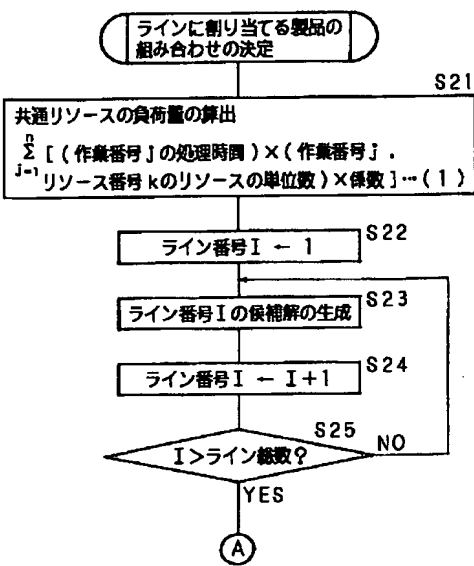 ラインに割り当てる製品の
組み合わせの決定
S21
共通リソースの負荷量の算出
n
Σ [（作業番号jの処理時間）×（作業番号j．
j=1
リソース番号kのリソースの単位数）×係数]…（1）
ライン番号I ← 1
S22
ライン番号Iの候補解の生成
S23
ライン番号I ← I+1
S24
S25
I＞ライン総数？
NO
YES
A